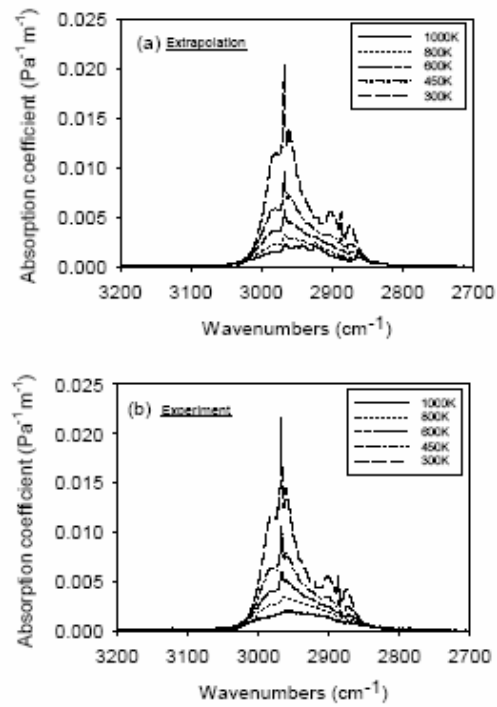 (a) Extrapolation
1000K
800K
600K
450K
300K
Absorption coefficient (Pa⁻¹ m⁻¹)
0.025
0.020
0.015
0.010
0.005
0.000
3200 3100 3000 2900 2800 2700
Wavenumbers (cm⁻¹)
(b) Experiment
1000K
800K
600K
450K
300K
Absorption coefficient (Pa⁻¹ m⁻¹)
0.025
0.020
0.015
0.010
0.005
0.000
3200 3100 3000 2900 2800 2700
Wavenumbers (cm⁻¹)